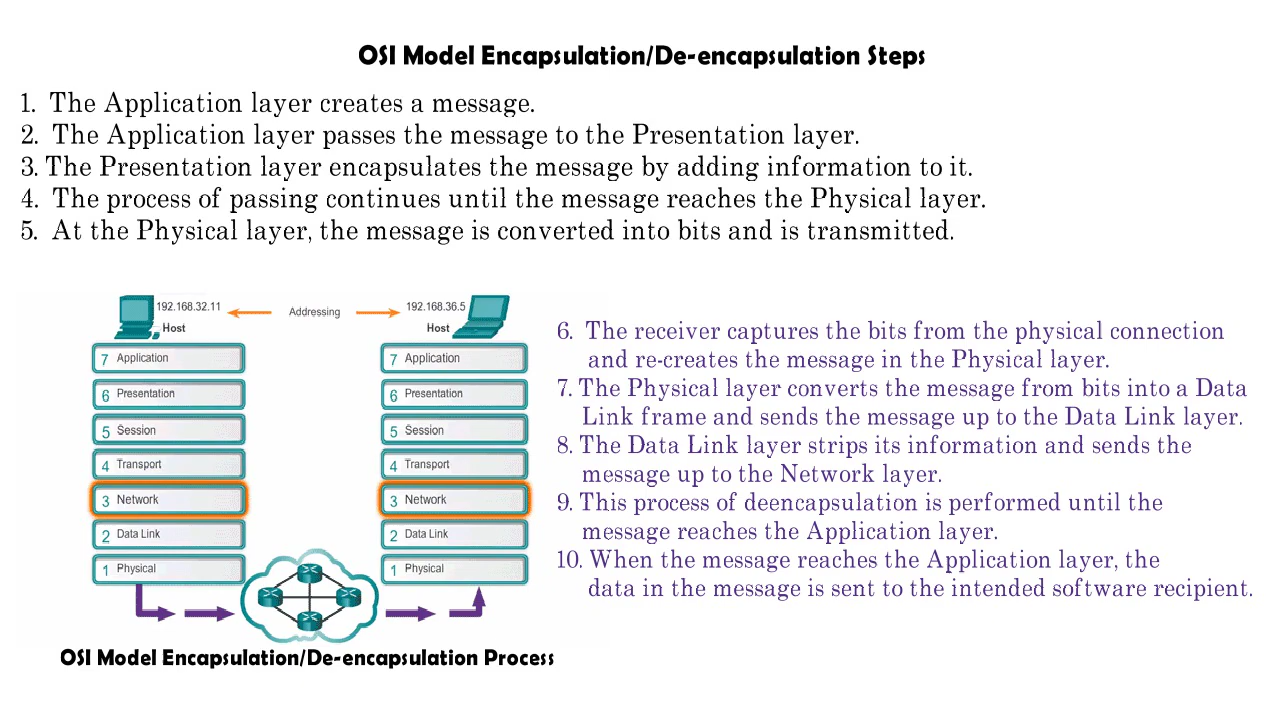 OSI Model Encapsulation/De-encapsulation Steps
1. The Application layer creates a message.
2. The Application layer passes the message to the Presentation layer.
3. The Presentation layer encapsulates the message by adding information to it.
4. The process of passing continues until the message reaches the Physical layer.
5. At the Physical layer, the message is converted into bits and is transmitted.
192.168.32.11
Host
Addressing
192.168.36.5
Host
7 Application
6 Presentation
5 Session
4 Transport
3 Network
2 Data Link
1 Physical
7 Application
6 Presentation
5 Session
4 Transport
3 Network
2 Data Link
1 Physical
OSI Model Encapsulation/De-encapsulation Process
6. The receiver captures the bits from the physical connection
and re-creates the message in the Physical layer.
7. The Physical layer converts the message from bits into a Data
Link frame and sends the message up to the Data Link layer.
8. The Data Link layer strips its information and sends the
message up to the Network layer.
9. This process of deencapsulation is performed until the
message reaches the Application layer.
10. When the message reaches the Application layer, the
data in the message is sent to the intended software recipient.